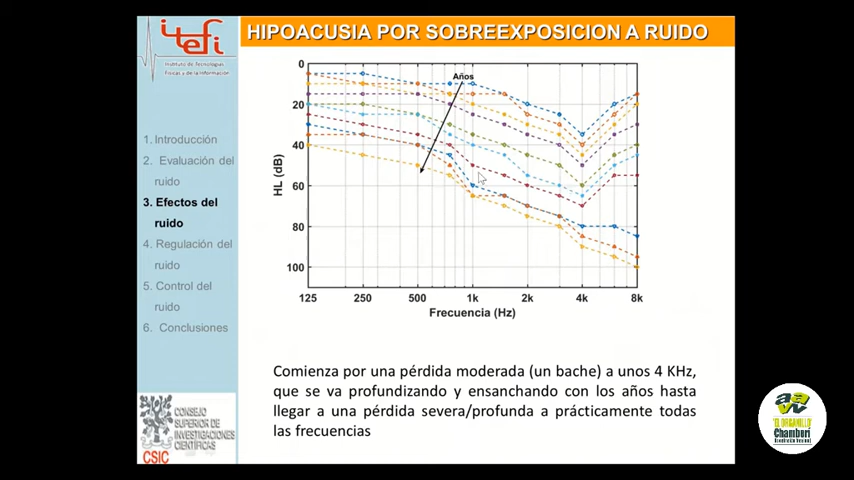 itefi
Instituto de Tecnologías
Físicas y de la Información
HIPOACUSIA POR SOBREEXPOSICION A RUIDO
1. Introducción
2. Evaluación del
ruido
3. Efectos del
ruido
4. Regulación del
ruido
5. Control del
ruido
6. Conclusiones
Años
0
20
40
60
80
100
HL (dB)
125 250 500 1k 2k 4k 8k
Frecuencia (Hz)
Comienza por una pérdida moderada (un bache) a unos 4 KHz,
que se va profundizando y ensanchando con los años hasta
llegar a una pérdida severa/profunda a prácticamente todas
las frecuencias
CSIC
CONSEJO
SUPERIOR DE
INVESTIGACIONES
CIENTÍFICAS
"EL ORGANILLO"
Chamberí